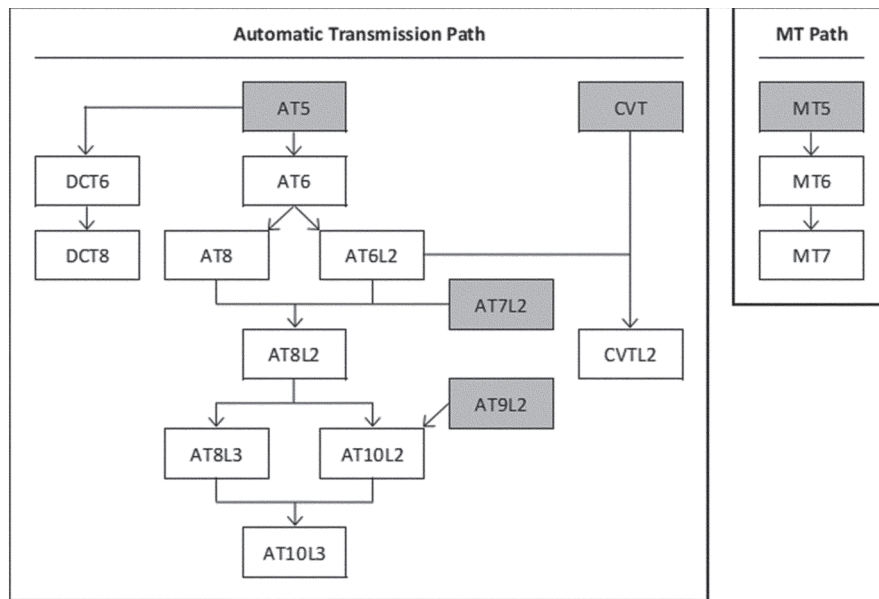 Automatic Transmission Path
MT Path
AT5
CVT
MT5
DCT6
AT6
MT6
DCT8
AT8
AT6L2
MT7
AT7L2
AT8L2
CVTL2
AT9L2
AT8L3
AT10L2
AT10L3